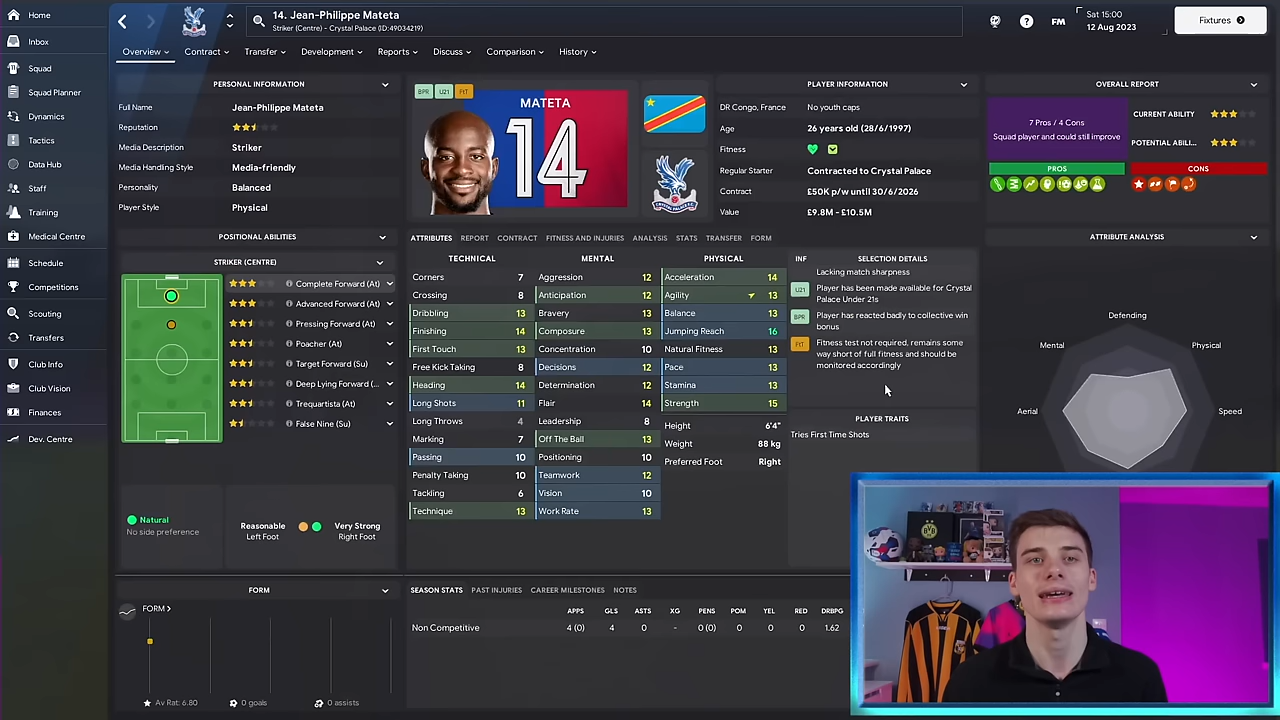 Home
Inbox
Squad
Squad Planner
Dynamics
Tactics
Data Hub
Staff
Training
Medical Centre
Schedule
Competitions
Scouting
Transfers
Club Info
Club Vision
Finances
Dev. Centre
14. Jean-Philippe Mateta
Striker (Centre) - Crystal Palace (ID:49034219)
? FM
Sat 15:00
12 Aug 2023
Fixtures
Overview Contract Transfer Development Reports Discuss Comparison History
PERSONAL INFORMATION
Full Name Jean-Philippe Mateta
Reputation
Media Description Striker
Media Handling Style Media-friendly
Personality Balanced
Player Style Physical
BPR U21 FtT
MATETA
14
PLAYER INFORMATION
DR Congo, France No youth caps
Age 26 years old (28/6/1997)
Fitness
Regular Starter Contracted to Crystal Palace
Contract £50K p/w until 30/6/2026
Value £9.8M - £10.5M
OVERALL REPORT
7 Pros / 4 Cons
Squad player and could still improve
CURRENT ABILITY
POTENTIAL ABILI...
PROS CONS
POSITIONAL ABILITIES
STRIKER (CENTRE)
Complete Forward (At)
Advanced Forward (At)
Pressing Forward (At)
Poacher (At)
Target Forward (Su)
Deep Lying Forward (...
Trequartista (At)
False Nine (Su)
Natural
No side preference
Reasonable
Left Foot
Very Strong
Right Foot
ATTRIBUTES REPORT CONTRACT FITNESS AND INJURIES ANALYSIS STATS TRANSFER FORM
TECHNICAL
Corners 7
Crossing 8
Dribbling 13
Finishing 14
First Touch 13
Free Kick Taking 8
Heading 14
Long Shots 11
Long Throws 4
Marking 7
Passing 10
Penalty Taking 10
Tackling 6
Technique 13
MENTAL
Aggression 12
Anticipation 12
Bravery 13
Composure 13
Concentration 10
Decisions 12
Determination 12
Flair 14
Leadership 8
Off The Ball 13
Positioning 10
Teamwork 12
Vision 10
Work Rate 13
PHYSICAL
Acceleration 14
Agility 13
Balance 13
Jumping Reach 16
Natural Fitness 13
Pace 13
Stamina 13
Strength 15
Height 6'4"
Weight 88 kg
Preferred Foot Right
INF SELECTION DETAILS
Lacking match sharpness
U21 Player has been made available for Crystal
Palace Under 21s
BPR Player has reacted badly to collective win
bonus
FtT Fitness test not required, remains some
way short of full fitness and should be
monitored accordingly
PLAYER TRAITS
Tries First Time Shots
ATTRIBUTE ANALYSIS
Defending
Mental
Physical
Aerial
Speed
FORM
FORM
Av Rat: 6.80 0 goals 0 assists
SEASON STATS PAST INJURIES CAREER MILESTONES NOTES
APPS GLS ASTS XG PENS POM YEL RED DRBPG
Non Competitive 4 (0) 4 0 - 0 (0) 0 0 0 1.62
BVB
09